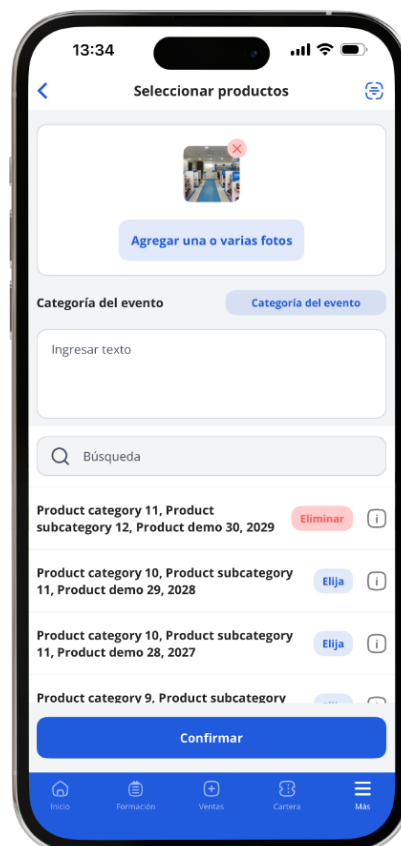 13:34
Seleccionar productos
Agregar una o varias fotos
Categoría del evento
Categoría del evento
Ingresar texto
Búsqueda
Product category 11, Product
subcategory 12, Product demo 30, 2029
Eliminar
i
Product category 10, Product subcategory
11, Product demo 29, 2028
Elija
i
Product category 10, Product subcategory
11, Product demo 28, 2027
Elija
i
Product category 9, Product subcategory
Confirmar
Inicio
Formación
Ventas
Cartera
Más